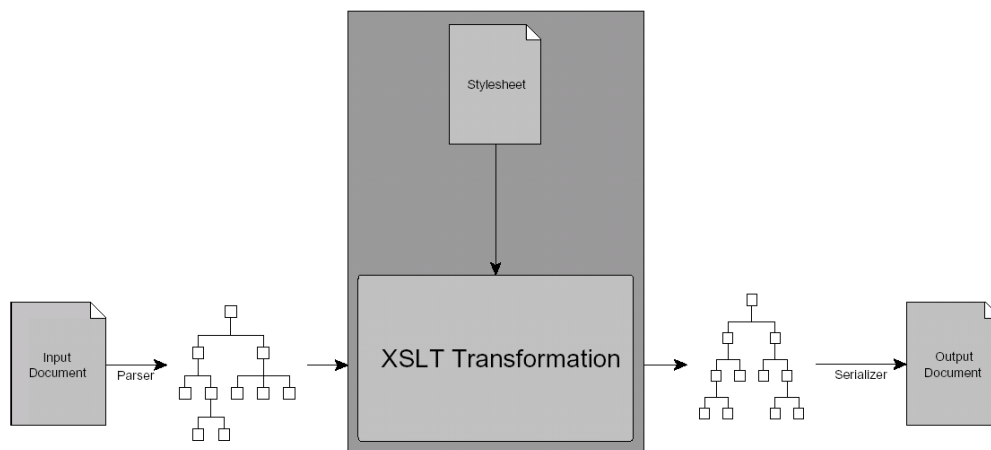 Stylesheet
XSLT Transformation
Input
Document
Parser
Serializer
Output
Document